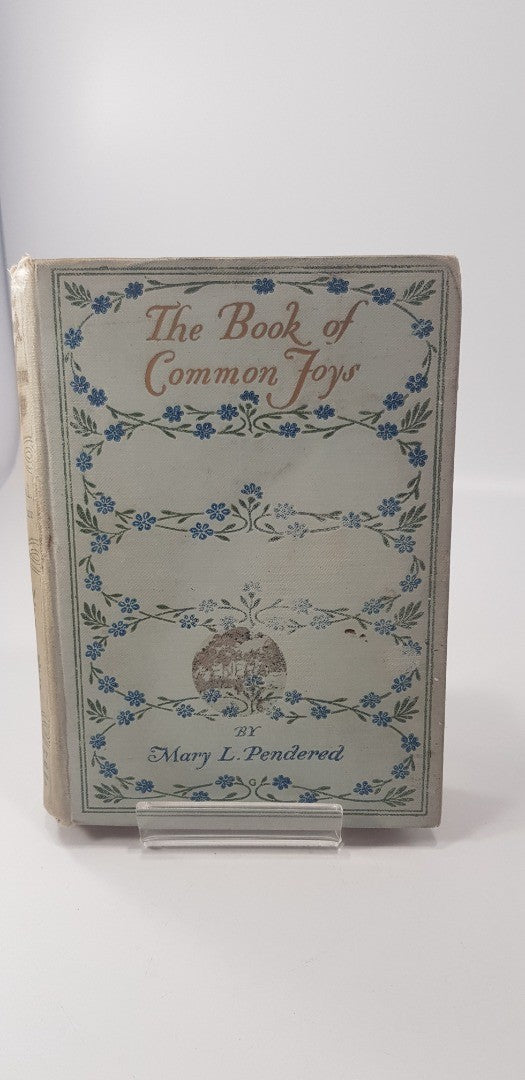 The Book of
Common Joys
BY
Mary L. Pendered
G